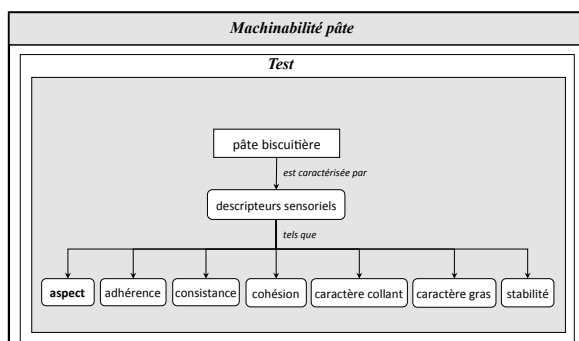 Machinabilité pâte
Test
pâte biscuitière
est caractérisée par
descripteurs sensoriels
tels que
aspect adhérence consistance cohésion caractère collant caractère gras stabilité